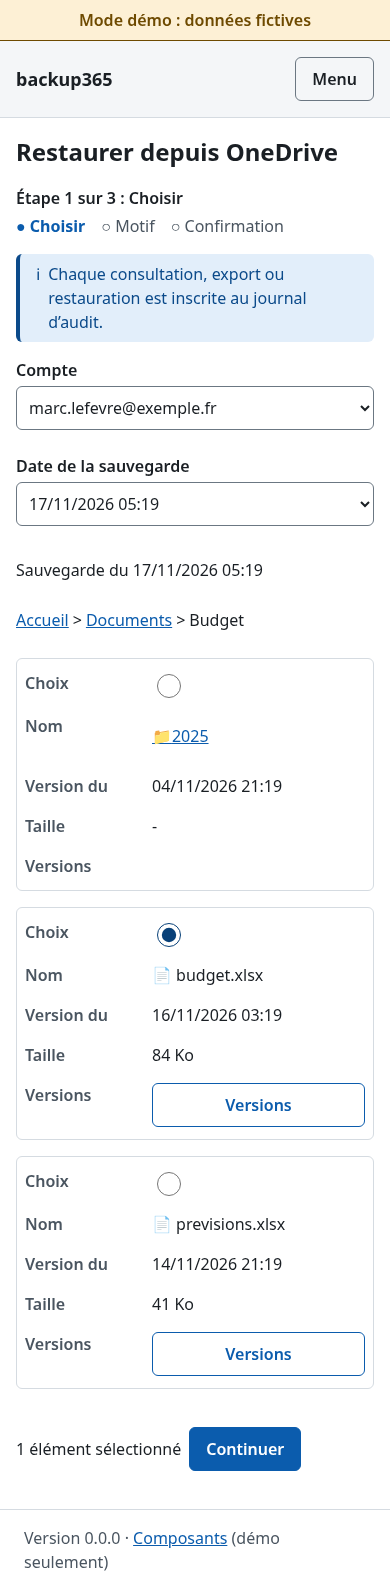 Mode démo : données fictives
backup365
Menu
Restaurer depuis OneDrive
Étape 1 sur 3 : Choisir
● Choisir ○ Motif ○ Confirmation
i Chaque consultation, export ou
restauration est inscrite au journal
d’audit.
Compte
marc.lefevre@exemple.fr
Date de la sauvegarde
17/11/2026 05:19
Sauvegarde du 17/11/2026 05:19
Accueil > Documents > Budget
Choix
Nom 📁2025
Version du 04/11/2026 21:19
Taille -
Versions
Choix
Nom 📄 budget.xlsx
Version du 16/11/2026 03:19
Taille 84 Ko
Versions Versions
Choix
Nom 📄 previsions.xlsx
Version du 14/11/2026 21:19
Taille 41 Ko
Versions Versions
1 élément sélectionné Continuer
Version 0.0.0 · Composants (démo
seulement)